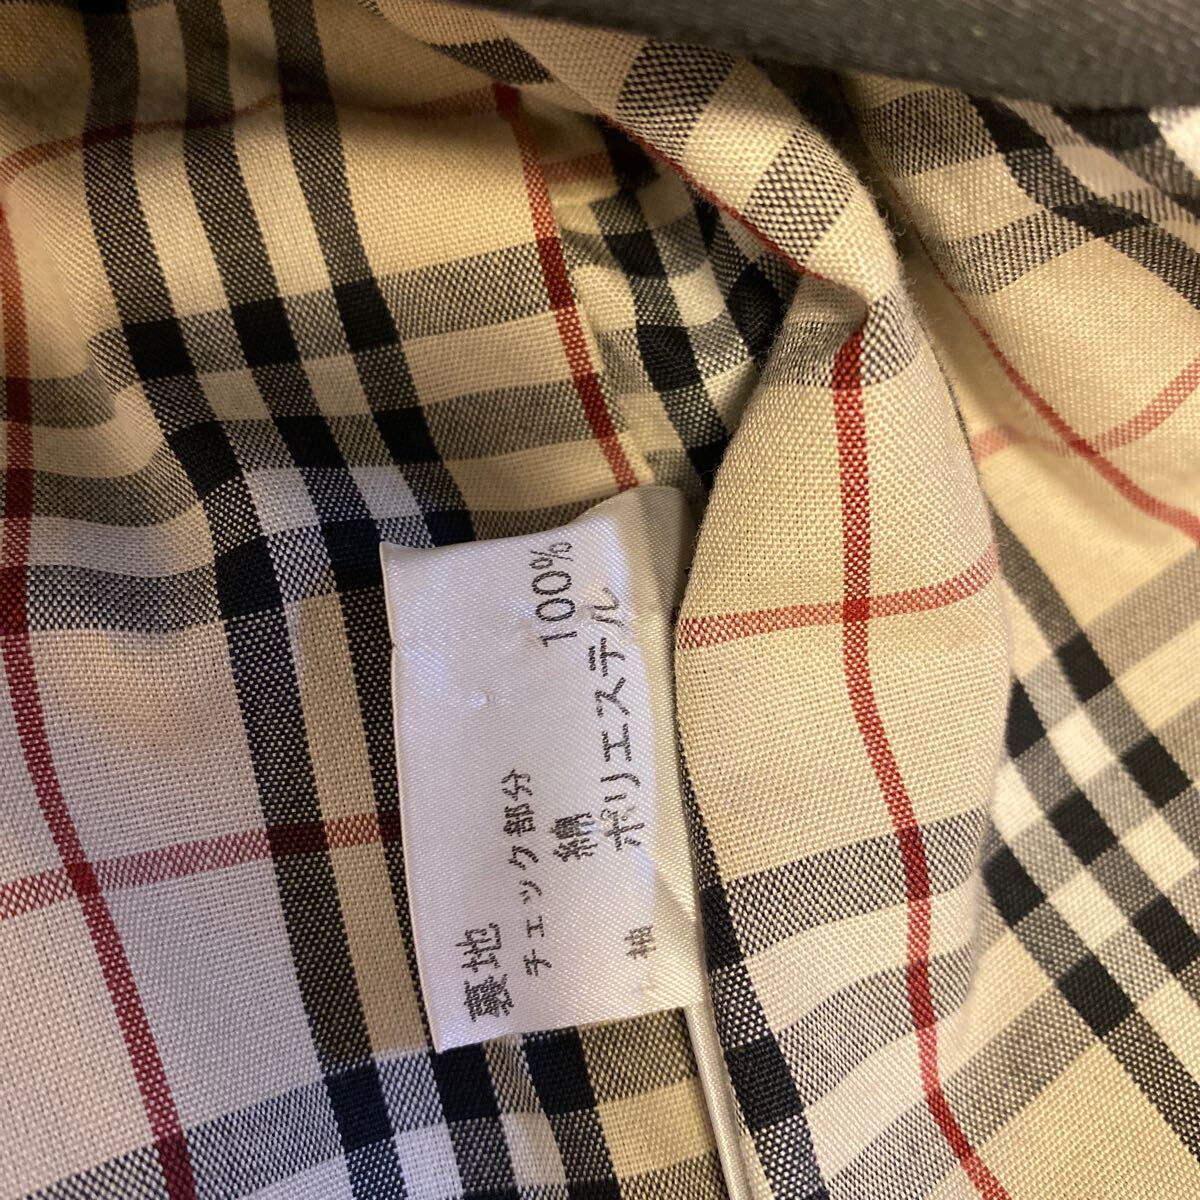 裏地
チェック部分
綿 100%
袖 ポリエステル